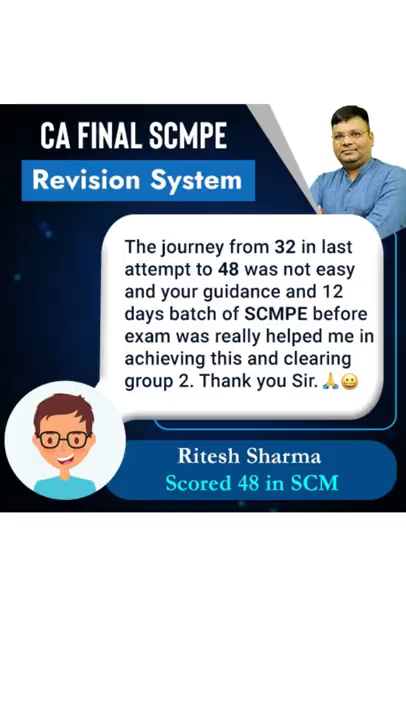 CA FINAL SCMPE
Revision System
The journey from 32 in last
attempt to 48 was not easy
and your guidance and 12
days batch of SCMPE before
exam was really helped me in
achieving this and clearing
group 2. Thank you Sir. 🙏😀
Ritesh Sharma
Scored 48 in SCM